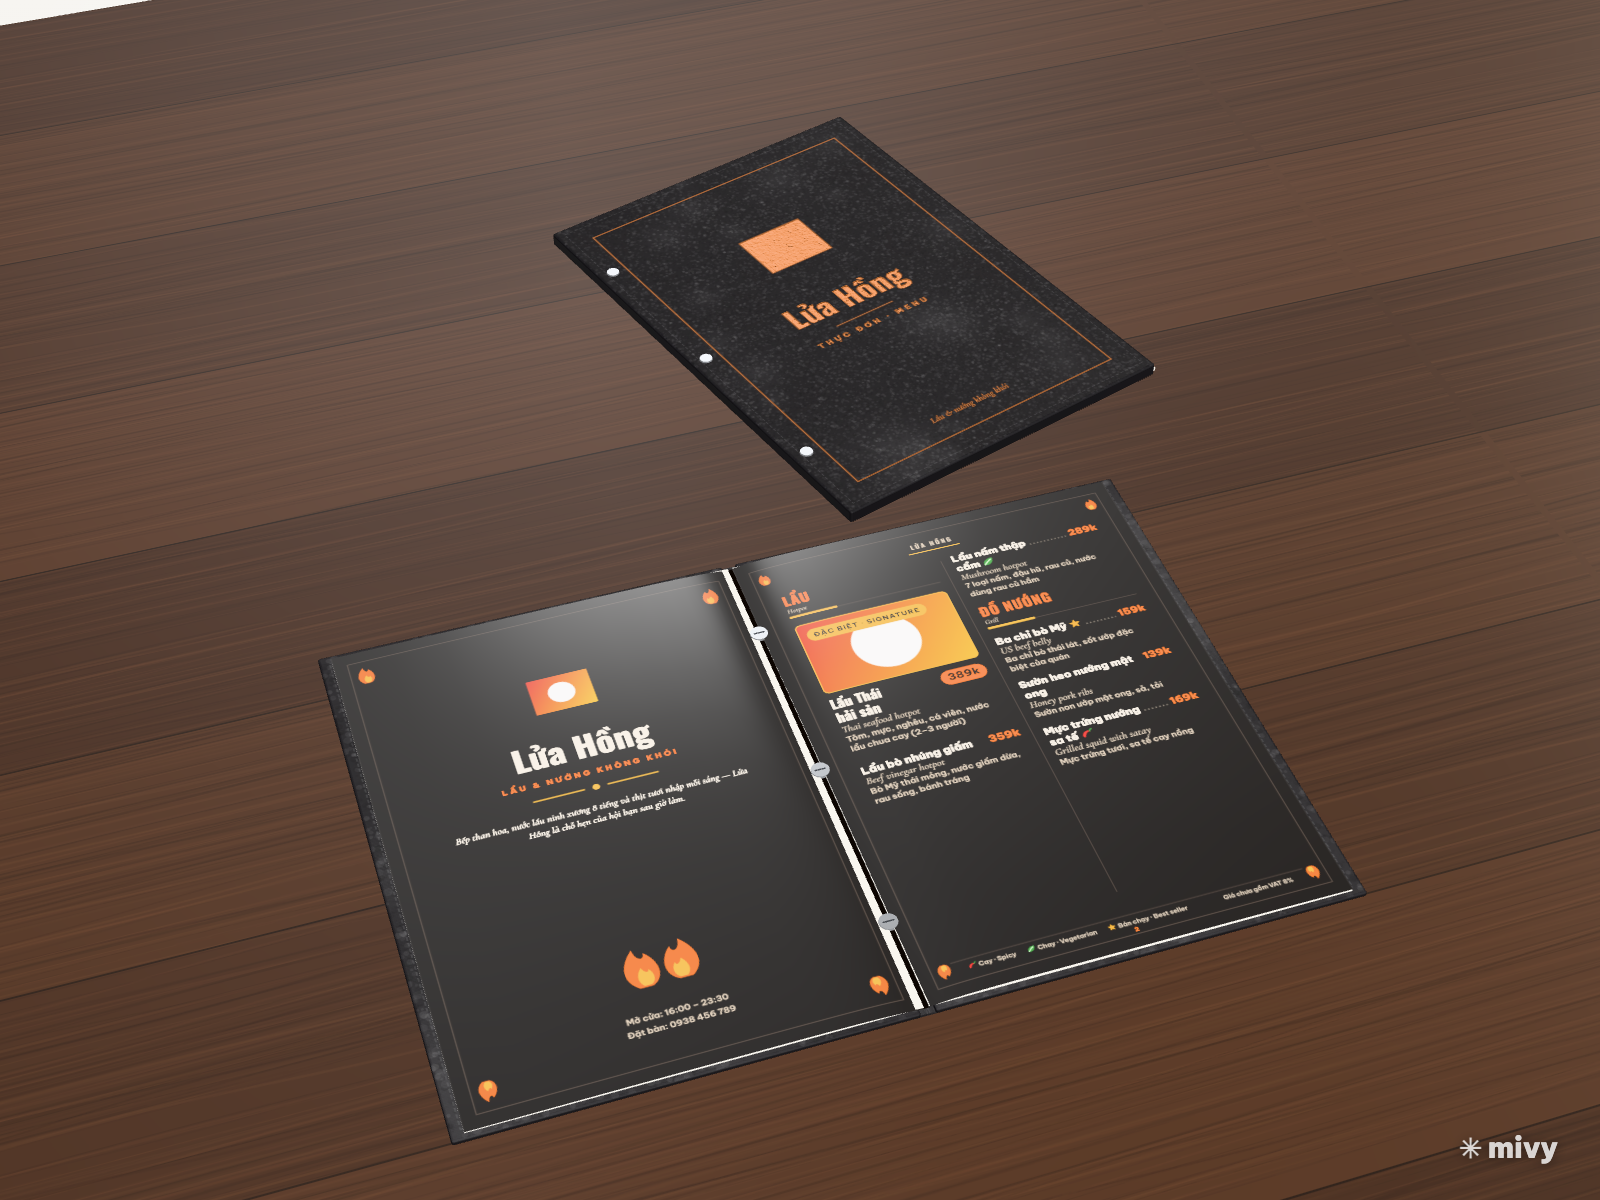 Lửa Hồng
THỰC ĐƠN · MENU
Lẩu & nướng không khói
Lửa Hồng
LẨU & NƯỚNG KHÔNG KHÓI
Bếp than hoa, nước lẩu ninh xương 8 tiếng và thịt tươi nhập mỗi sáng — Lửa
Hồng là chỗ hẹn của hội bạn sau giờ làm.
Mở cửa: 16:00 – 23:30
Đặt bàn: 0938 456 789
LỬA HỒNG
LẨU
Hotpot
ĐẶC BIỆT · SIGNATURE
389k
Lẩu Thái
hải sản
Thai seafood hotpot
Tôm, mực, nghêu, cá viên, nước
lẩu chua cay (2–3 người)
Lẩu bò nhúng giấm 359k
Beef vinegar hotpot
Bò Mỹ thái mỏng, nước giấm dừa,
rau sống, bánh tráng
Lẩu nấm thập ........ 289k
cẩm
Mushroom hotpot
7 loại nấm, đậu hũ, rau củ, nước
dùng rau củ hầm
ĐỒ NƯỚNG
Grill
Ba chỉ bò Mỹ ........ 159k
US beef belly
Ba chỉ bò thái lát, sốt ướp đặc
biệt của quán
Sườn heo nướng mật 139k
ong
Honey pork ribs
Sườn non ướp mật ong, sả, tỏi
Mực trứng nướng ...... 169k
sa tế
Grilled squid with satay
Mực trứng tươi, sa tế cay nồng
Cay · Spicy Chay · Vegetarian Bán chạy · Best seller Giá chưa gồm VAT 8%
2
mivy